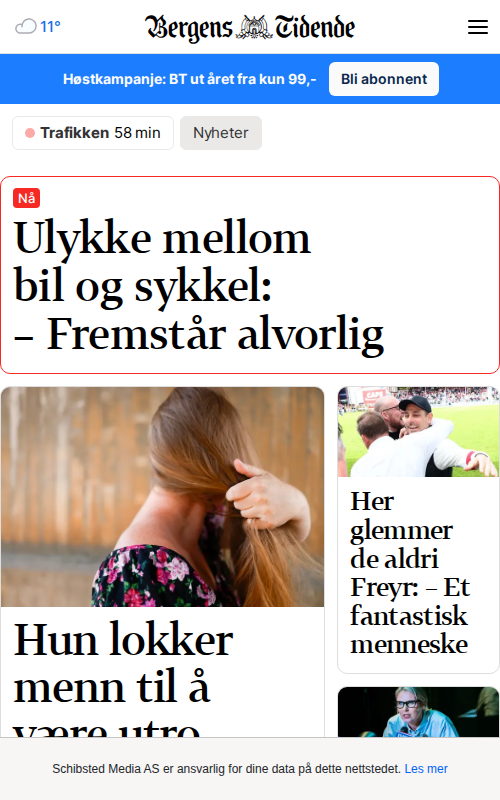 11°
Bergens Tidende
Høstkampanje: BT ut året fra kun 99,-
Bli abonnent
Trafikken 58 min
Nyheter
Nå
Ulykke mellom
bil og sykkel:
– Fremstår alvorlig
Hun lokker
menn til å
være utro
Her
glemmer
de aldri
Freyr: – Et
fantastisk
menneske
Schibsted Media AS er ansvarlig for dine data på dette nettstedet. Les mer